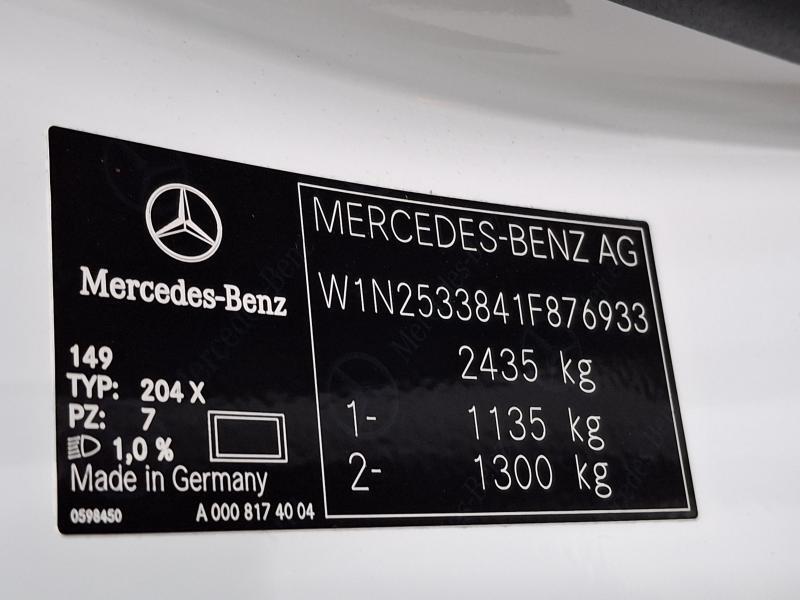 Mercedes-Benz
149
TYP: 204 X
PZ: 7
1,0 %
Made in Germany
0598450
A 000 817 40 04
MERCEDES-BENZ AG
W1N2533841F876933
2435 kg
1- 1135 kg
2- 1300 kg